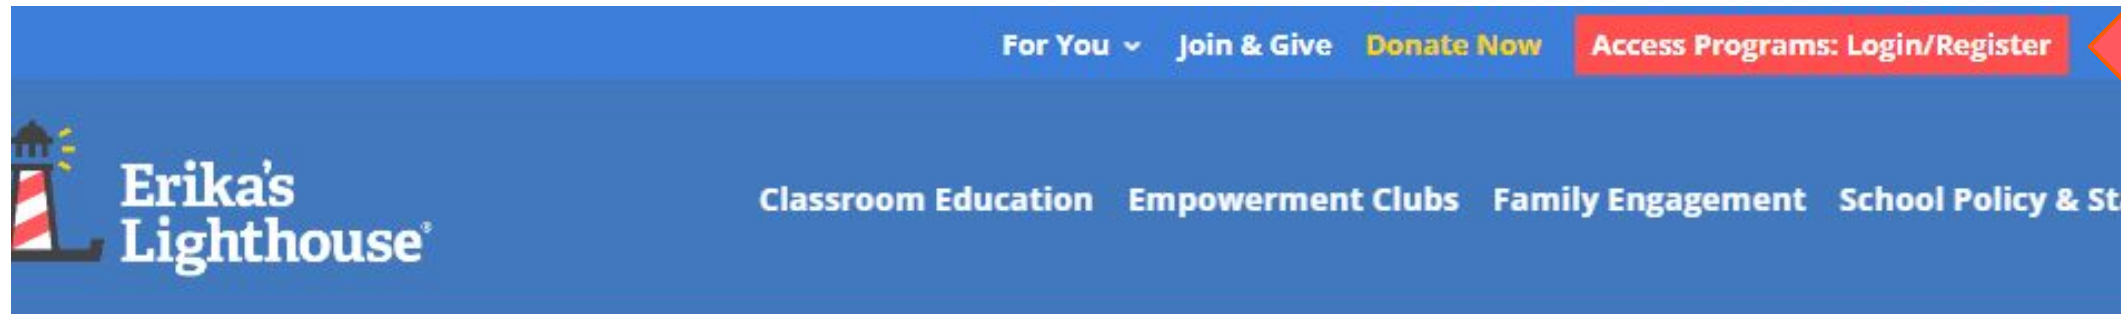 For You Join & Give Donate Now Access Programs: Login/Register
Erika's
Lighthouse®
Classroom Education Empowerment Clubs Family Engagement School Policy &